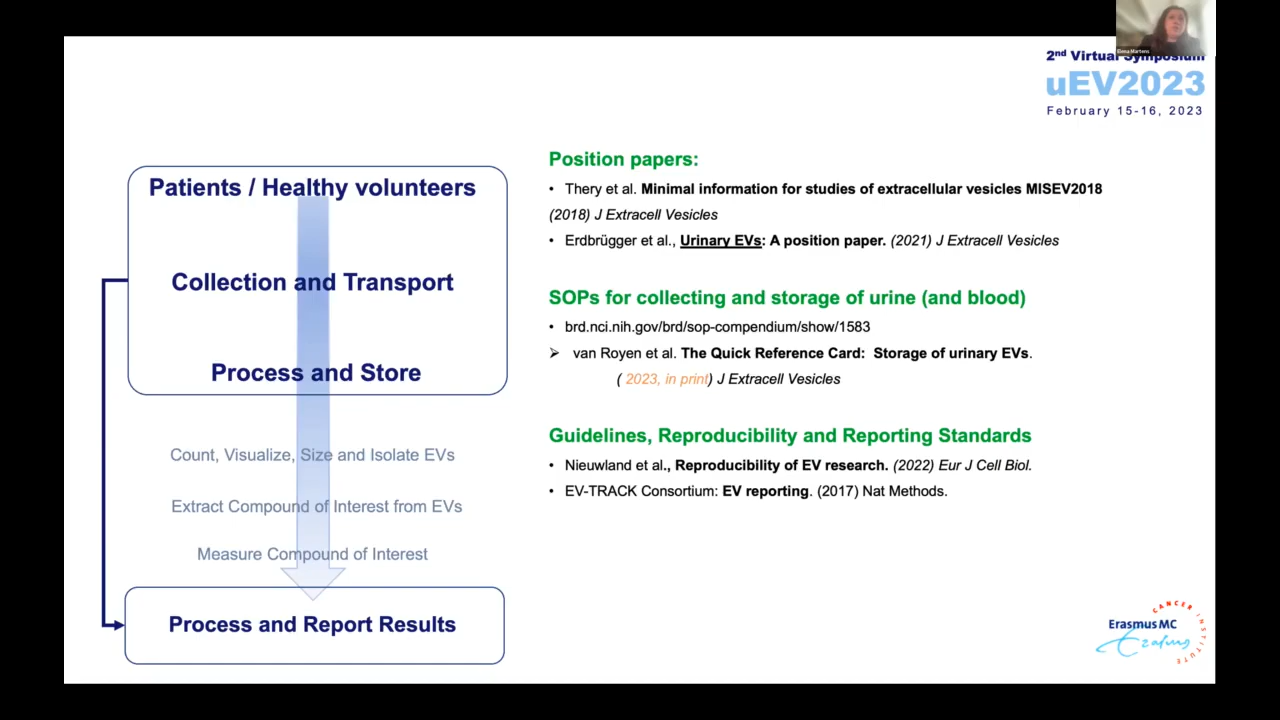 Elena Martens
2nd Virtual Symposium
uEV2023
February 15-16, 2023
Patients / Healthy volunteers
Collection and Transport
Process and Store
Count, Visualize, Size and Isolate EVs
Extract Compound of Interest from EVs
Measure Compound of Interest
Process and Report Results
Position papers:
• Thery et al. Minimal information for studies of extracellular vesicles MISEV2018
(2018) J Extracell Vesicles
• Erdbrügger et al., Urinary EVs: A position paper. (2021) J Extracell Vesicles
SOPs for collecting and storage of urine (and blood)
• brd.nci.nih.gov/brd/sop-compendium/show/1583
➢ van Royen et al. The Quick Reference Card: Storage of urinary EVs.
( 2023, in print) J Extracell Vesicles
Guidelines, Reproducibility and Reporting Standards
• Nieuwland et al., Reproducibility of EV research. (2022) Eur J Cell Biol.
• EV-TRACK Consortium: EV reporting. (2017) Nat Methods.
CANCER INSTITUTE
Erasmus MC
Erasmus